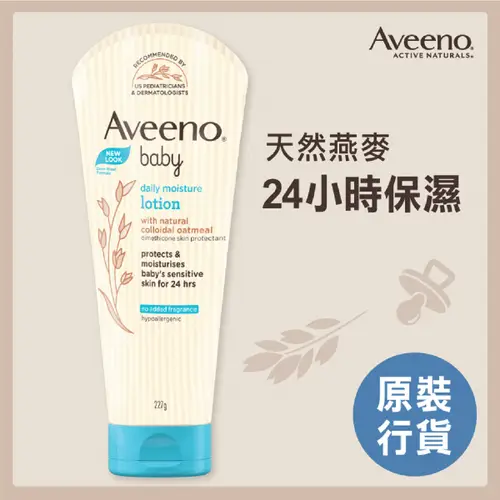 Aveeno®
ACTIVE NATURALS®
天然燕麥
24小時保濕
原裝
行貨
RECOMMENDED BY
US PEDIATRICIANS
& DERMATOLOGISTS
Aveeno®
baby
NEW
LOOK
daily moisture
lotion
with natural
colloidal oatmeal
dimethicone skin protectant
protects &
moisturises
baby's sensitive
skin for 24 hrs
no added fragrance
hypoallergenic
227g